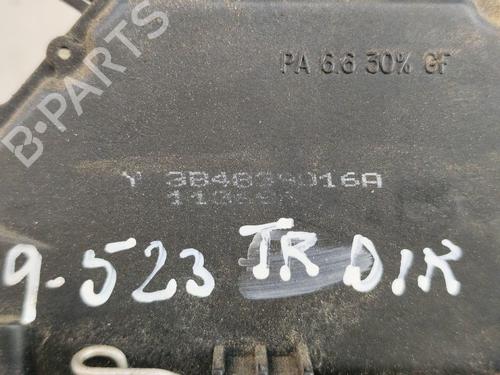 B-PARTS
PA 6.6 30% GF
Y 3B4839016A
9-523 TR DIR